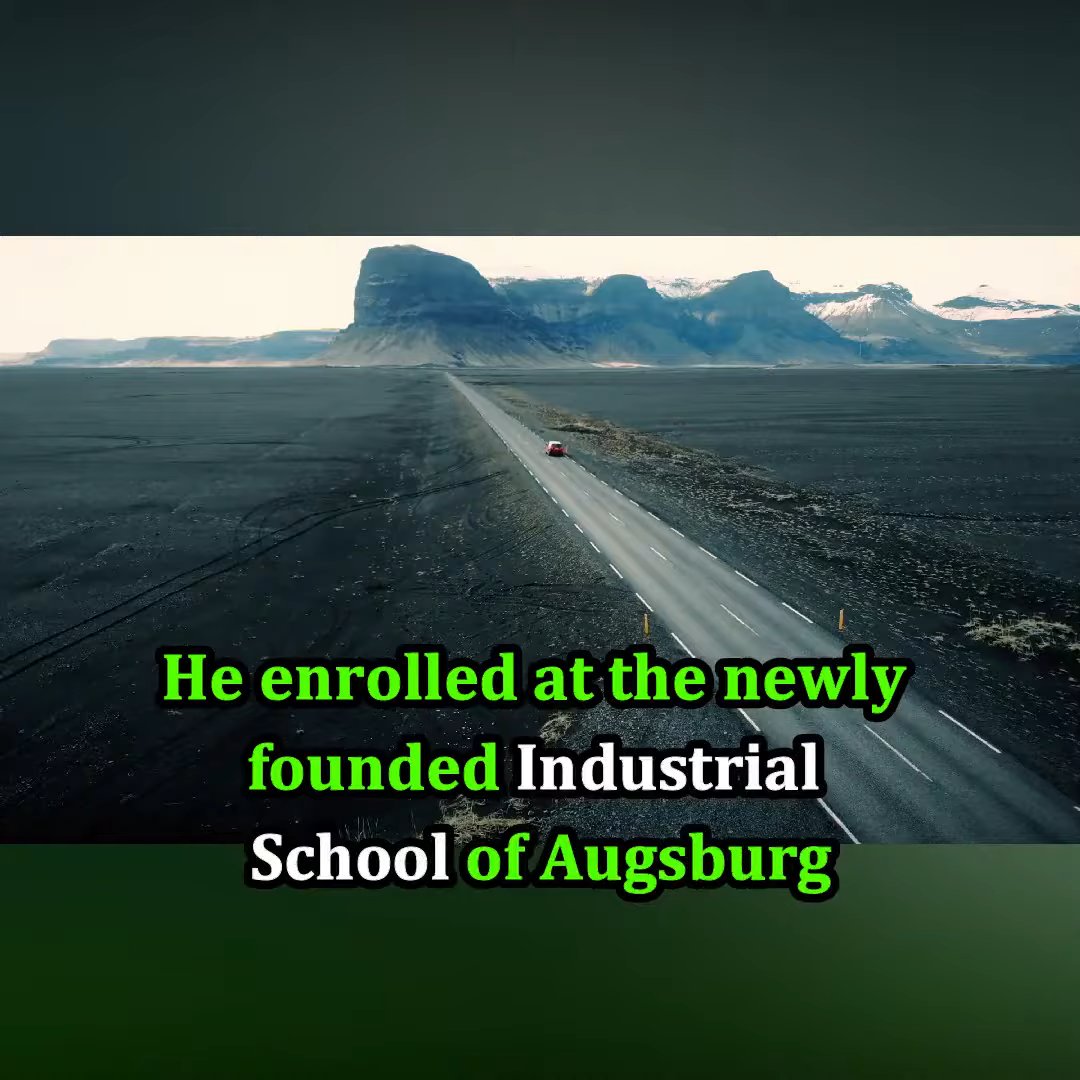 He enrolled at the newly
founded Industrial
School of Augsburg